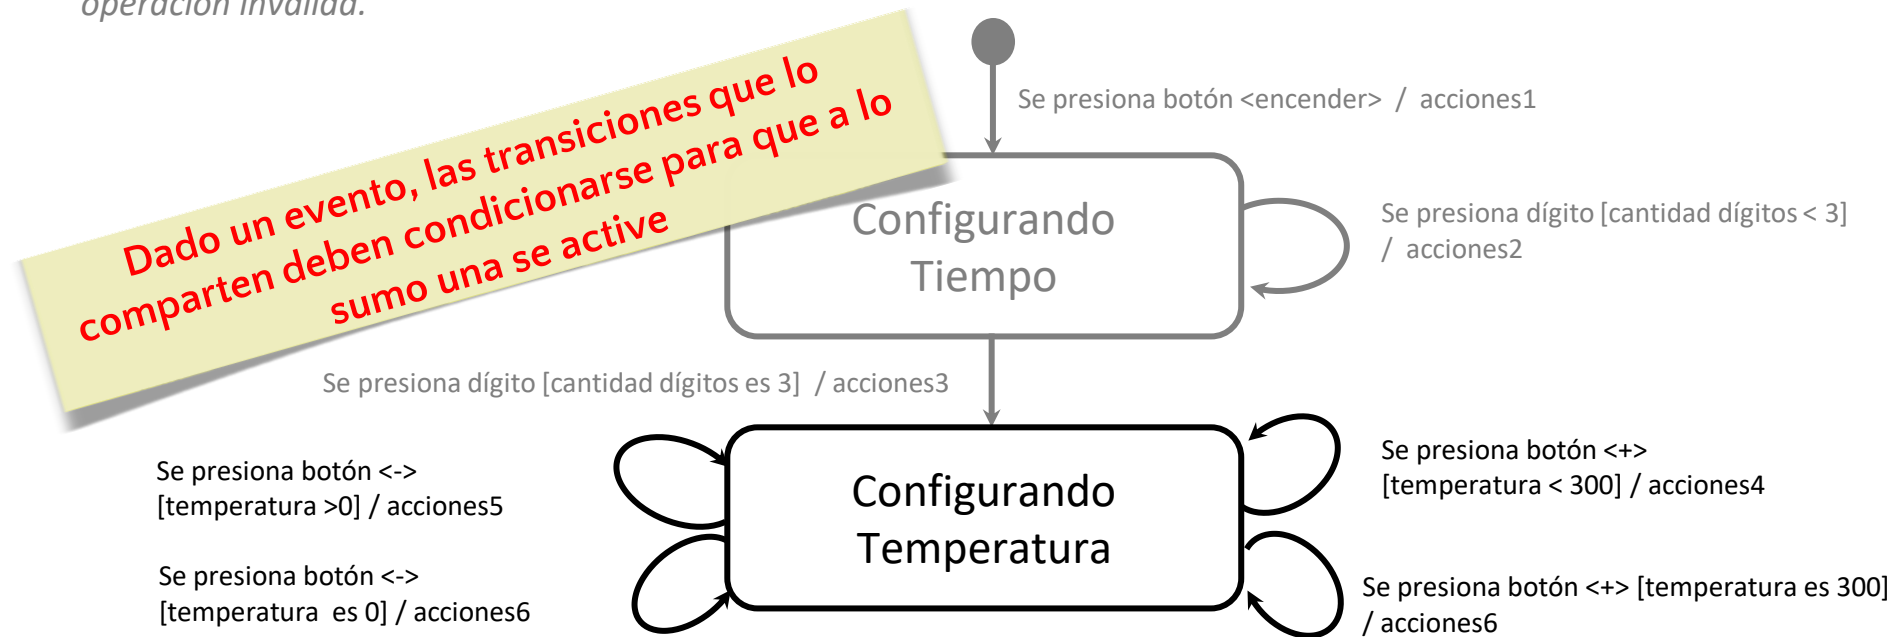 operación inválida.
Dado un evento, las transiciones que lo
comparten deben condicionarse para que a lo
sumo una se active
Se presiona botón <encender> / acciones1
Configurando
Tiempo
Se presiona dígito [cantidad dígitos < 3]
/ acciones2
Se presiona dígito [cantidad dígitos es 3] / acciones3
Se presiona botón <->
[temperatura >0] / acciones5
Configurando
Temperatura
Se presiona botón <+>
[temperatura < 300] / acciones4
Se presiona botón <->
[temperatura es 0] / acciones6
Se presiona botón <+> [temperatura es 300]
/ acciones6